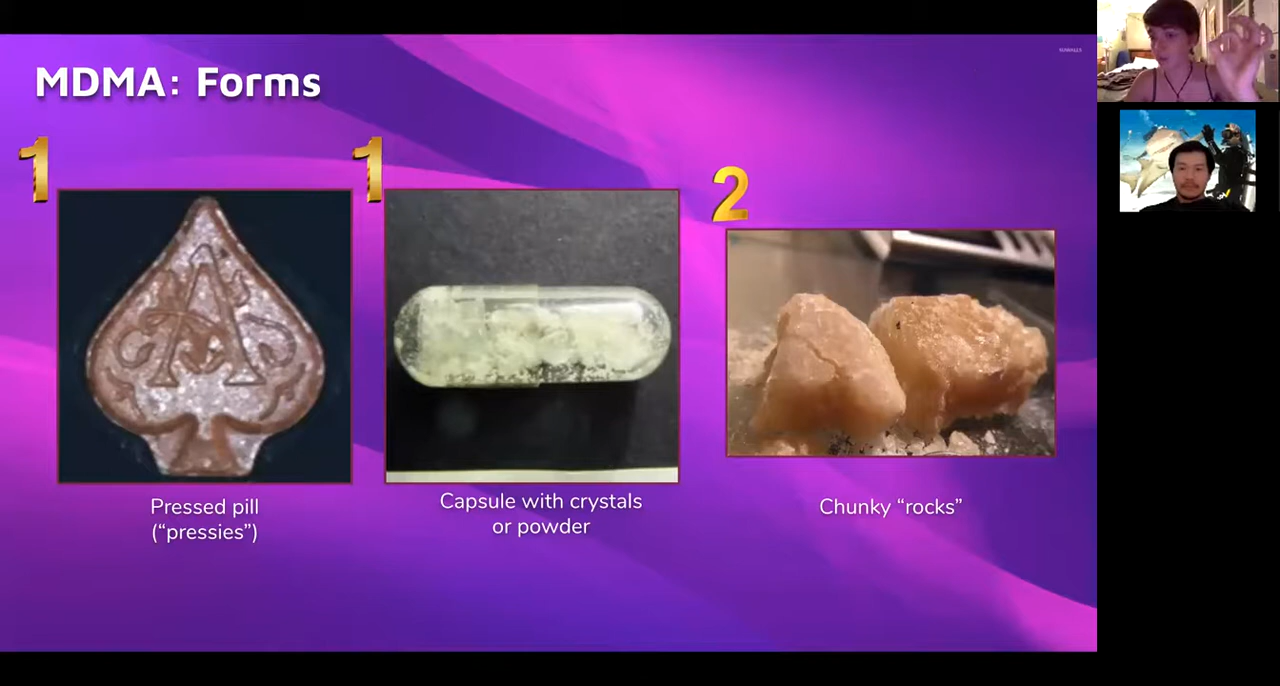 MDMA: Forms
1
1
2
A
Pressed pill
("pressies")
Capsule with crystals
or powder
Chunky “rocks”